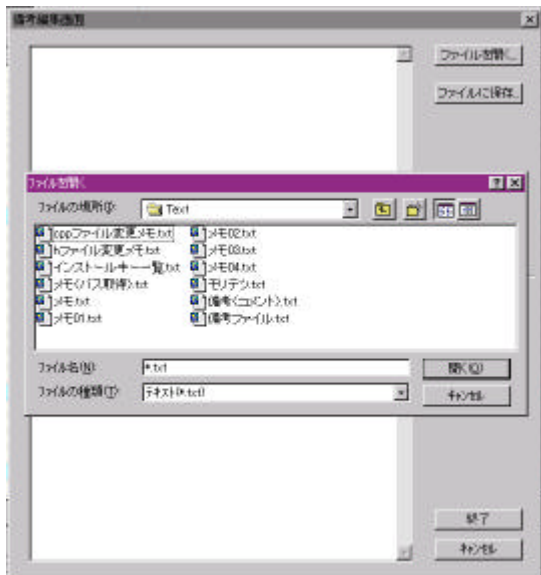 備考編集画面
ファイルを開く...
ファイルに保存...
ファイルを開く
ファイルの場所(I): Text
cppファイル変更メモ.txt
hファイル変更メモ.txt
インストールキー一覧.txt
メモ(パス取得).txt
メモ.txt
メモ01.txt
メモ02.txt
メモ03.txt
メモ04.txt
モリテン.txt
備考(コメント).txt
備考ファイル.txt
ファイル名(N): *.txt 開く(O)
ファイルの種類(T): テキスト(*.txt) キャンセル
終了
キャンセル